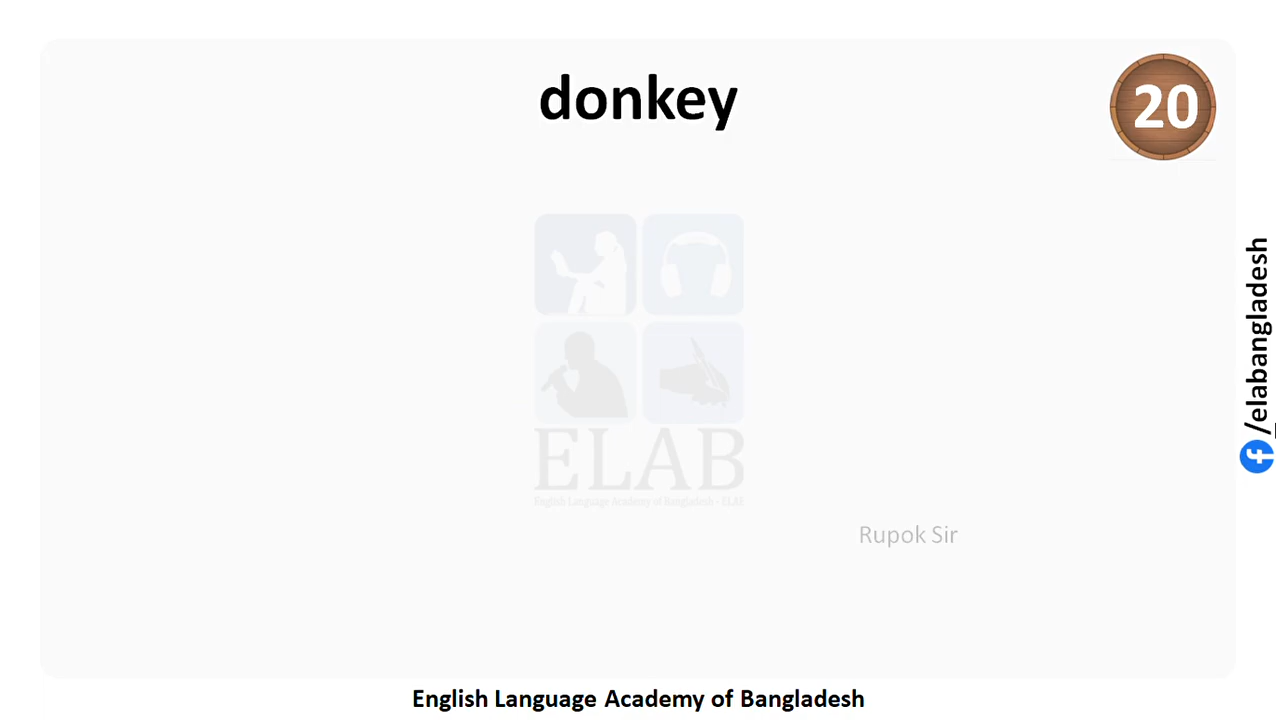 donkey
20
/elabangladesh
ELAB
English Language Academy of Bangladesh - ELAB
Rupok Sir
English Language Academy of Bangladesh